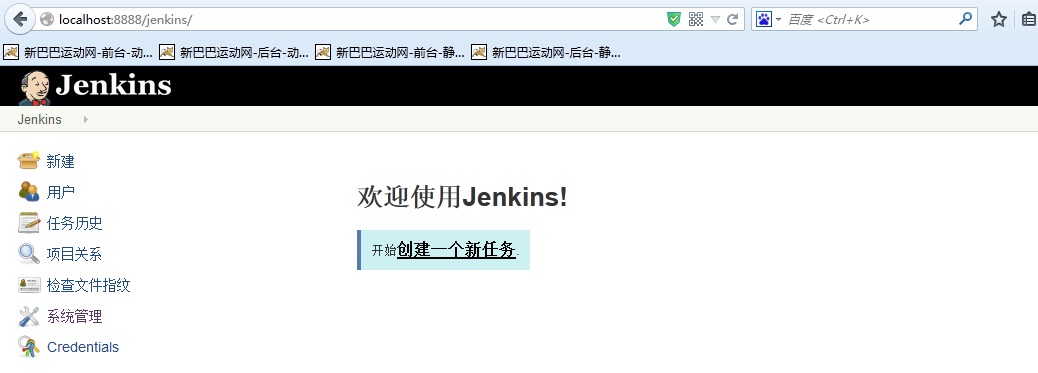 localhost:8888/jenkins/
百度 <Ctrl+K>
新巴巴运动网-前台-动... 新巴巴运动网-后台-动... 新巴巴运动网-前台-静... 新巴巴运动网-后台-静...
Jenkins
Jenkins
新建
用户
任务历史
项目关系
检查文件指纹
系统管理
Credentials
欢迎使用Jenkins!
开始创建一个新任务.